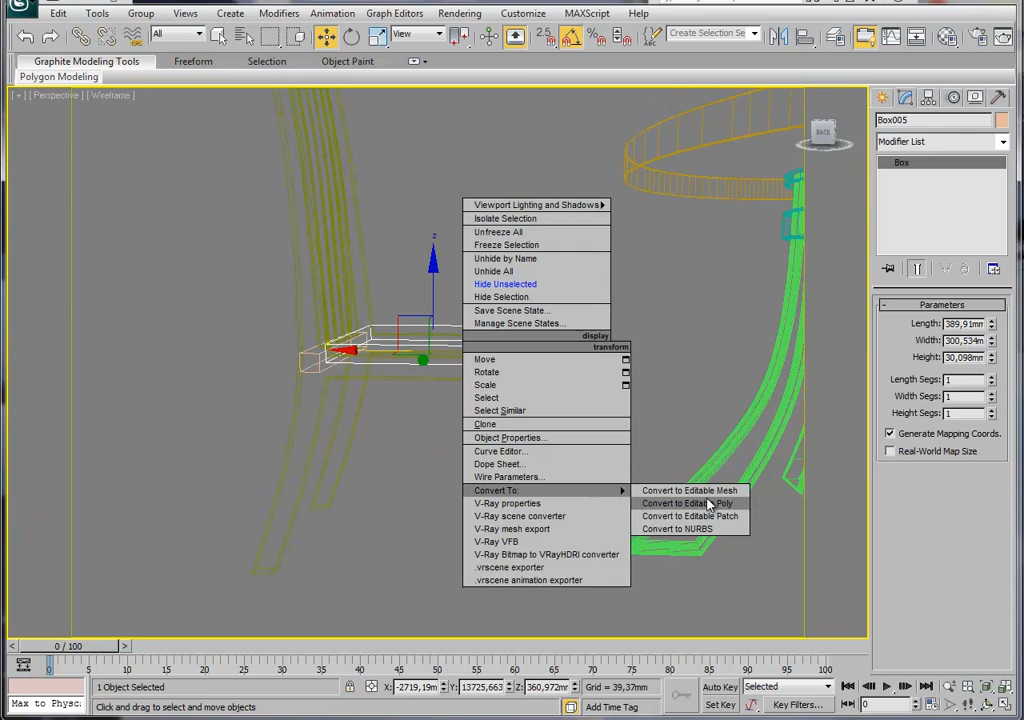 Edit Tools Group Views Create Modifiers Animation Graph Editors Rendering Customize MAXScript Help
All View 2.5 Create Selection Se
Graphite Modeling Tools Freeform Selection Object Paint
Polygon Modeling
[ + ] [ Perspective ] [ Wireframe ]
Box005
BACK
Modifier List
Box
z
Viewport Lighting and Shadows
Isolate Selection
Unfreeze All
Freeze Selection
Unhide by Name
Unhide All
Hide Unselected
Hide Selection
Save Scene State...
Manage Scene States...
display
transform
Move
Rotate
Scale
Select
Select Similar
Clone
Object Properties...
Curve Editor...
Dope Sheet...
Wire Parameters...
Convert To:
V-Ray properties
V-Ray scene converter
V-Ray mesh export
V-Ray VFB
V-Ray Bitmap to VRayHDRI converter
.vrscene exporter
.vrscene animation exporter
Convert to Editable Mesh
Convert to Editable Poly
Convert to Editable Patch
Convert to NURBS
- Parameters
Length: 389,91mm
Width: 300,534m
Height: 30,098mm
Length Segs: 1
Width Segs: 1
Height Segs: 1
Generate Mapping Coords.
Real-World Map Size
< 0 / 100 >
0 5 10 15 20 25 30 35 40 45 50 55 60 65 70 75 80 85 90 95 100
1 Object Selected X: -2719,19m Y: 13725,663 Z: 360,972mr Grid = 39,37mm Auto Key Selected
Max to Physc: Click and drag to select and move objects Add Time Tag Set Key Key Filters... 0